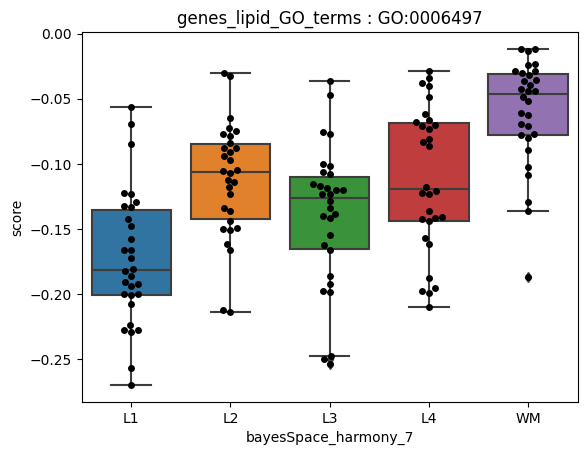 genes_lipid_GO_terms : GO:0006497
0.00
−0.05
−0.10
−0.15
−0.20
−0.25
score
L1 L2 L3 L4 WM
bayesSpace_harmony_7